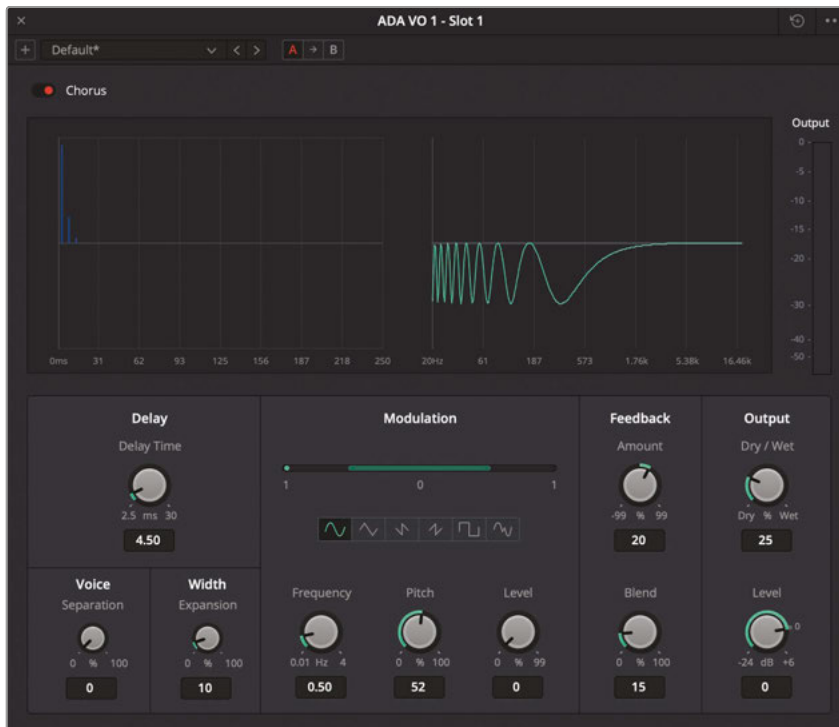 ADA VO 1 - Slot 1
Default*
A
B
Chorus
Output
0
-5
-10
-15
-20
-30
-40
-50
0ms 31 62 93 125 156 187 218 250
20Hz 61 187 573 1.76k 5.38k 16.46k
Delay
Delay Time
2.5 ms 30
4.50
Voice
Separation
0 % 100
0
Width
Expansion
0 % 100
10
Modulation
1 0 1
Frequency
0.01 Hz 4
0.50
Pitch
0 % 100
52
Level
0 % 99
0
Feedback
Amount
-99 % 99
20
Blend
0 % 100
15
Output
Dry / Wet
Dry % Wet
25
Level
0
-24 dB +6
0